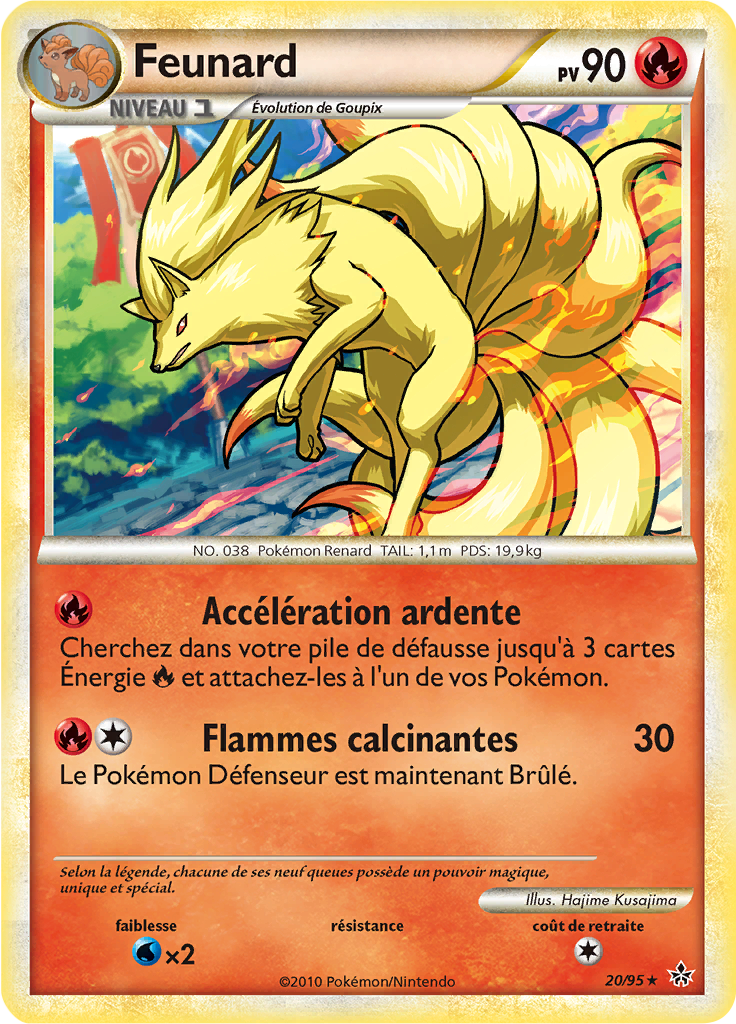 Feunard
PV 90
NIVEAU 1
Évolution de Goupix
NO. 038 Pokémon Renard TAIL: 1,1 m PDS: 19,9 kg
Accélération ardente
Cherchez dans votre pile de défausse jusqu'à 3 cartes
Énergie et attachez-les à l'un de vos Pokémon.
Flammes calcinantes 30
Le Pokémon Défenseur est maintenant Brûlé.
Selon la légende, chacune de ses neuf queues possède un pouvoir magique,
unique et spécial.
Illus. Hajime Kusajima
faiblesse résistance coût de retraite
×2
©2010 Pokémon/Nintendo
20/95 ★